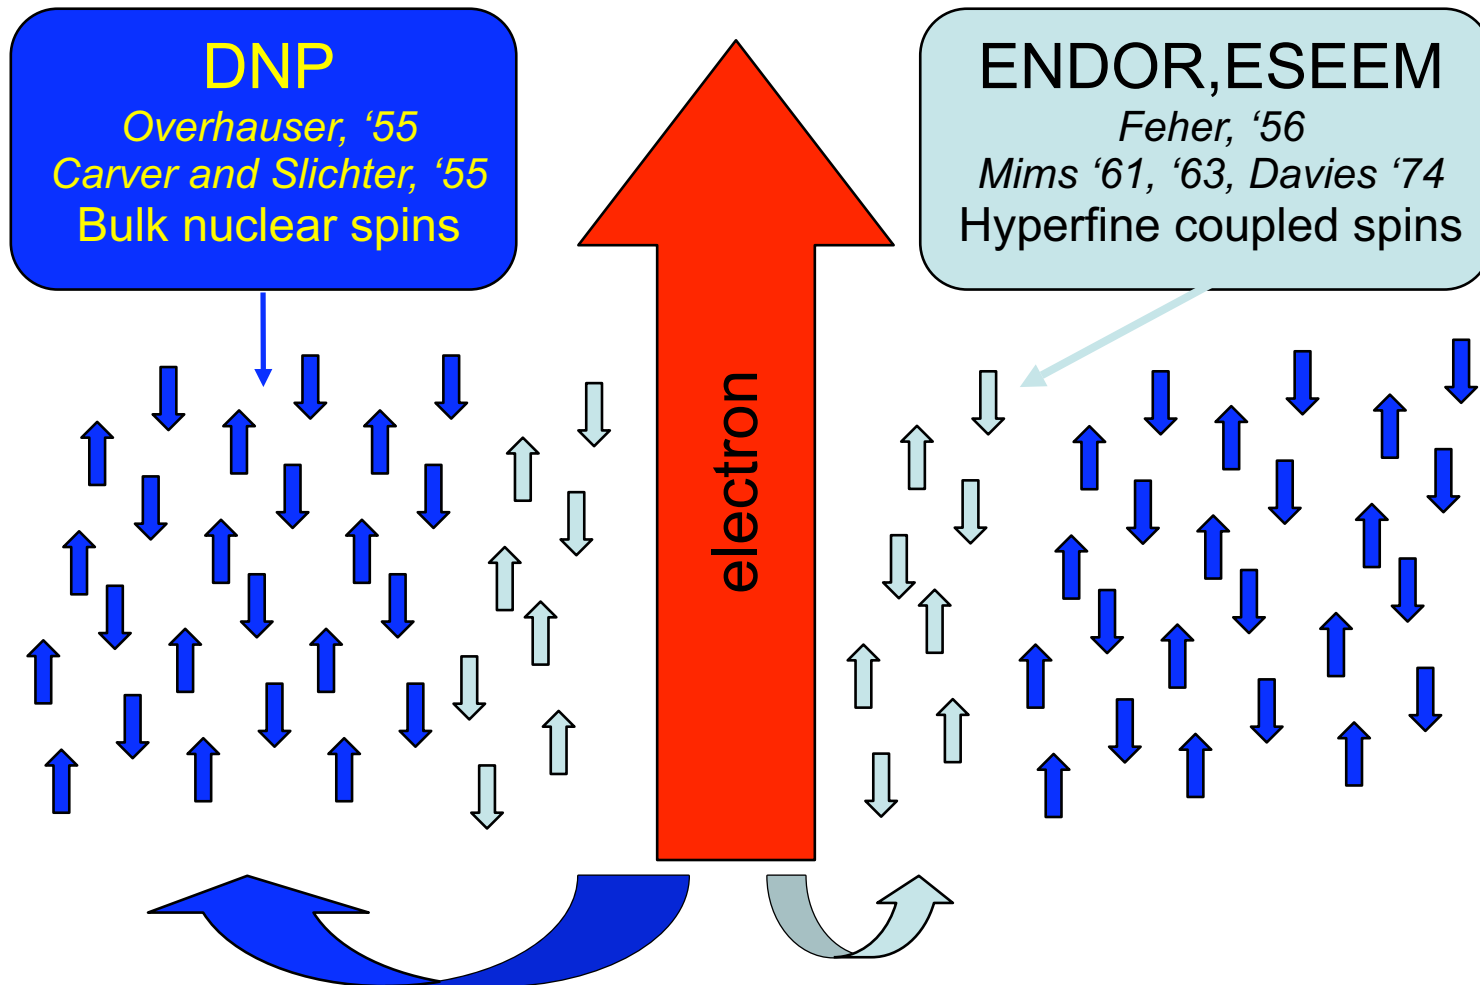 DNP
Overhauser, ‘55
Carver and Slichter, ‘55
Bulk nuclear spins
ENDOR,ESEEM
Feher, ‘56
Mims ‘61, ‘63, Davies ‘74
Hyperfine coupled spins
electron